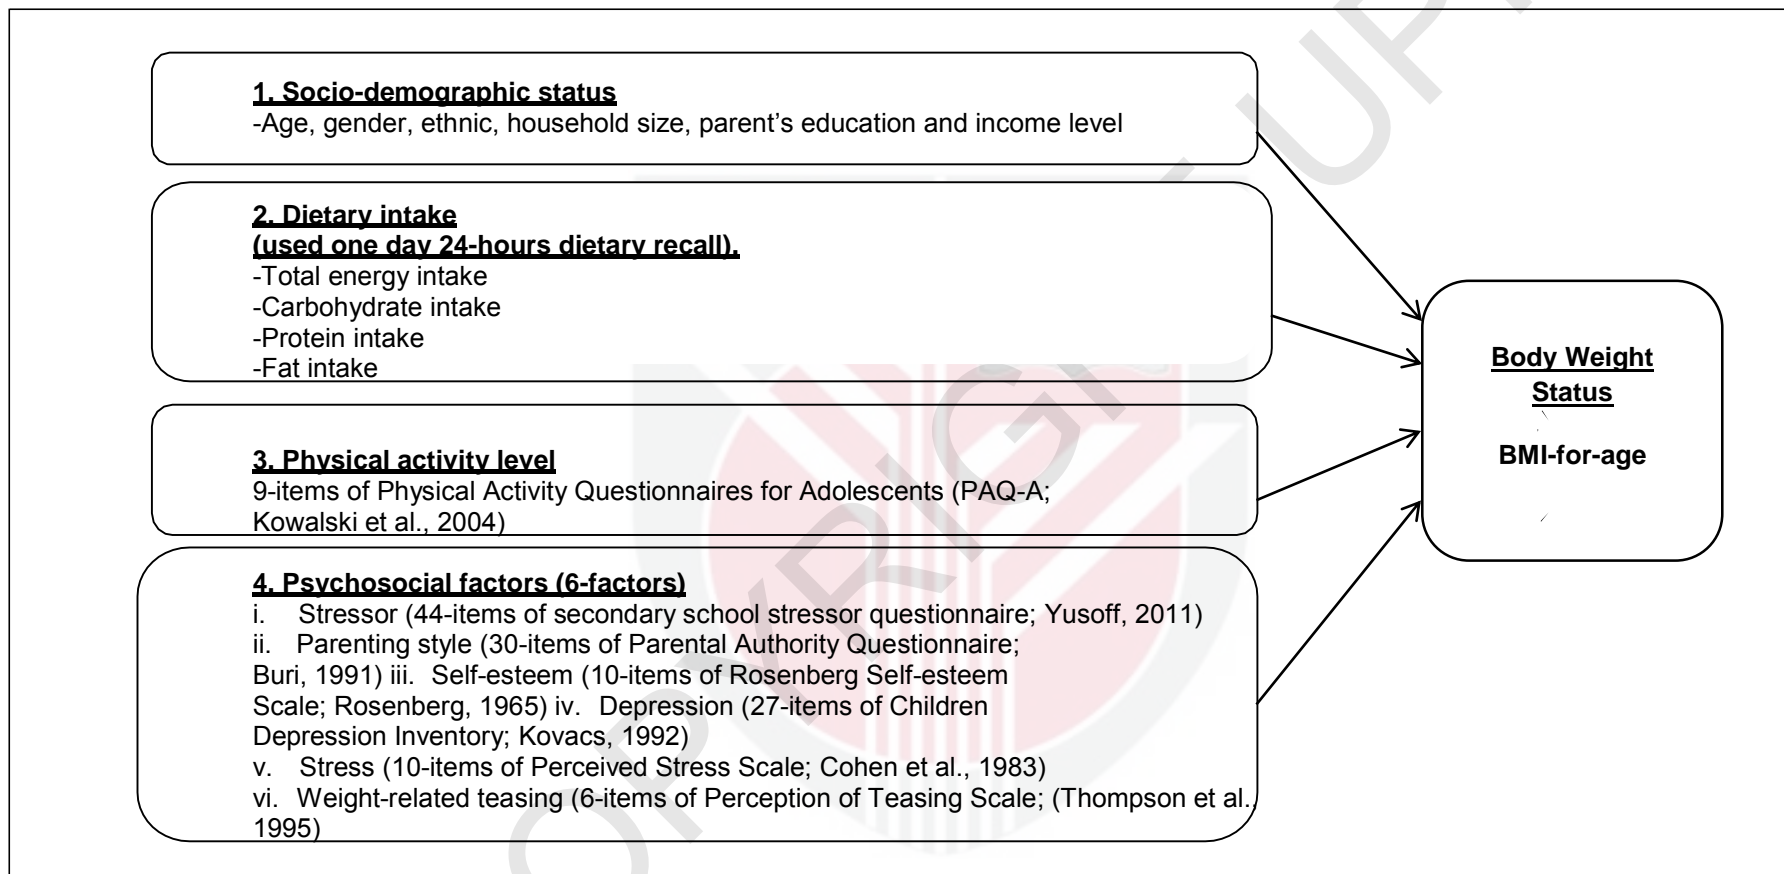 1. Socio-demographic status
-Age, gender, ethnic, household size, parent’s education and income level
2. Dietary intake
(used one day 24-hours dietary recall).
-Total energy intake
-Carbohydrate intake
-Protein intake
-Fat intake
3. Physical activity level
9-items of Physical Activity Questionnaires for Adolescents (PAQ-A;
Kowalski et al., 2004)
4. Psychosocial factors (6-factors)
i. Stressor (44-items of secondary school stressor questionnaire; Yusoff, 2011)
ii. Parenting style (30-items of Parental Authority Questionnaire;
Buri, 1991) iii. Self-esteem (10-items of Rosenberg Self-esteem
Scale; Rosenberg, 1965) iv. Depression (27-items of Children
Depression Inventory; Kovacs, 1992)
v. Stress (10-items of Perceived Stress Scale; Cohen et al., 1983)
vi. Weight-related teasing (6-items of Perception of Teasing Scale; (Thompson et al.,
1995)
Body Weight
Status
BMI-for-age